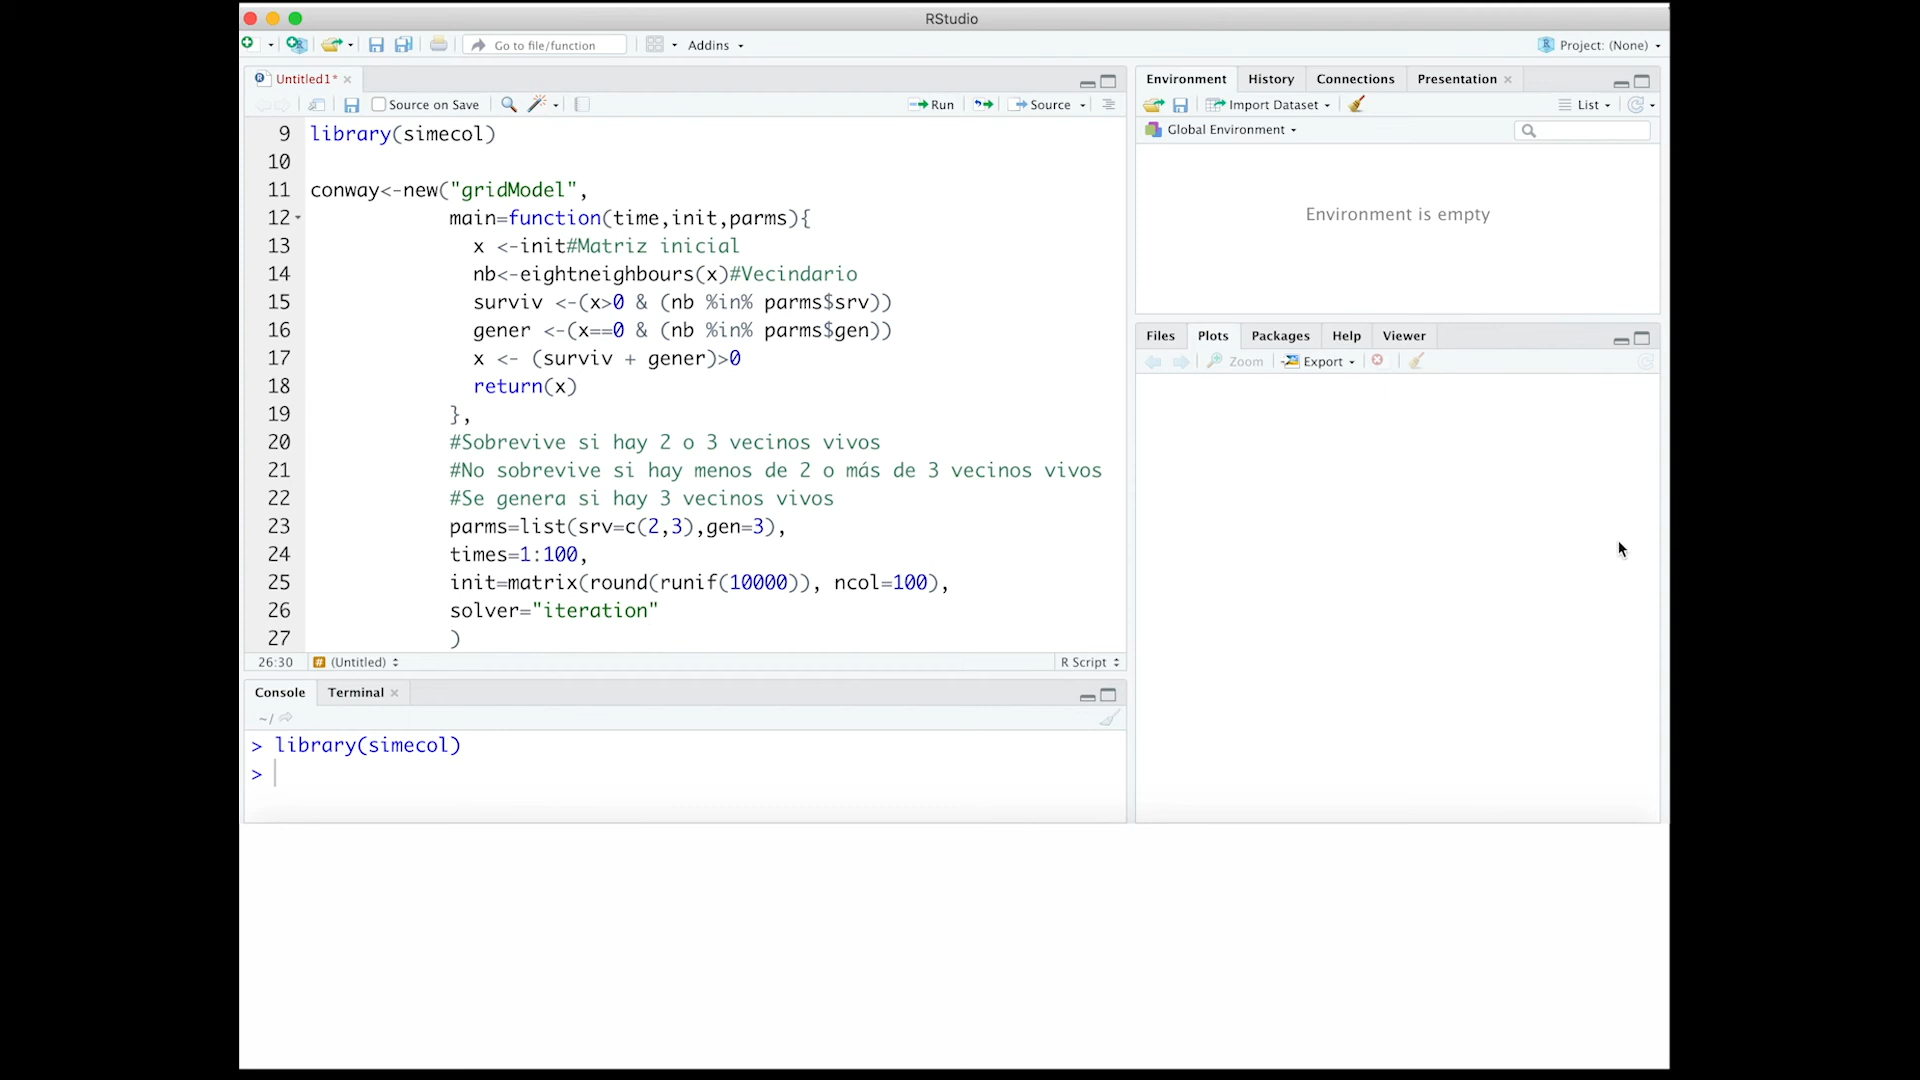 RStudio
Go to file/function
Addins
Project: (None)
Untitled1*
Source on Save
Run
Source
9 library(simecol)
10
11 conway<-new("gridModel",
12 main=function(time,init,parms){
13 x <-init#Matriz inicial
14 nb<-eightneighbours(x)#Vecindario
15 surviv <-(x>0 & (nb %in% parms$srv))
16 gener <-(x==0 & (nb %in% parms$gen))
17 x <- (surviv + gener)>0
18 return(x)
19 },
20 #Sobrevive si hay 2 o 3 vecinos vivos
21 #No sobrevive si hay menos de 2 o más de 3 vecinos vivos
22 #Se genera si hay 3 vecinos vivos
23 parms=list(srv=c(2,3),gen=3),
24 times=1:100,
25 init=matrix(round(runif(10000)), ncol=100),
26 solver="iteration"
27 )
26:30 (Untitled) R Script
Console Terminal
~/
> library(simecol)
>
Environment History Connections Presentation
Import Dataset List
Global Environment
Environment is empty
Files Plots Packages Help Viewer
Zoom Export